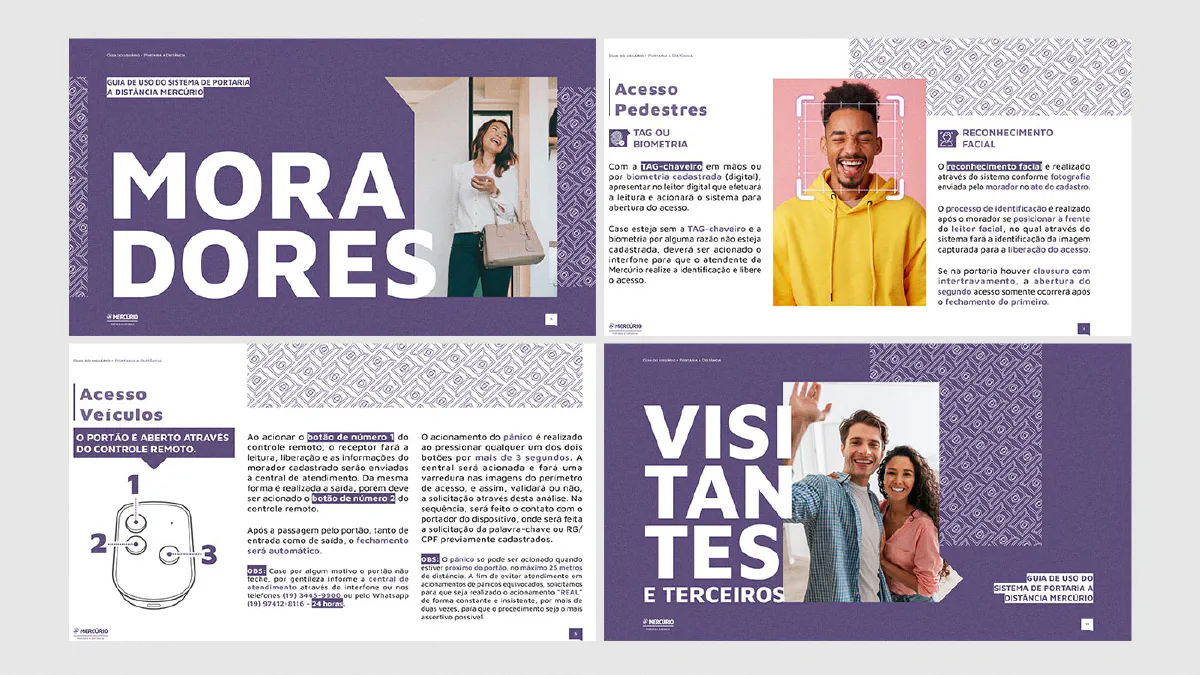 GUIA DO USUÁRIO • PORTARIA A DISTÂNCIA
GUIA DE USO DO SISTEMA DE PORTARIA
A DISTÂNCIA MERCÚRIO
MORA
DORES
MERCÚRIO
GUIA DO USUÁRIO • PORTARIA A DISTÂNCIA
Acesso
Pedestres
TAG OU
BIOMETRIA
Com a TAG-chaveiro em mãos ou
por biometria cadastrada (digital),
apresentar no leitor digital que efetuará
a leitura e acionará o sistema para
abertura do acesso.
Caso esteja sem a TAG-chaveiro e a
biometria por alguma razão não esteja
cadastrada, deverá ser acionado o
interfone para que o atendente da
Mercúrio realize a identificação e libere
o acesso.
RECONHECIMENTO
FACIAL
O reconhecimento facial é realizado
através do sistema conforme fotografia
enviada pelo morador no ato do cadastro.
O processo de identificação é realizado
após o morador se posicionar à frente
do leitor facial, no qual através do
sistema fará a identificação da imagem
capturada para a liberação do acesso.
Se na portaria houver clausura com
intertravamento, a abertura do
segundo acesso somente ocorrerá após
o fechamento do primeiro.
MERCÚRIO
GUIA DO USUÁRIO • PORTARIA A DISTÂNCIA
Acesso
Veículos
O PORTÃO É ABERTO ATRAVÉS
DO CONTROLE REMOTO.
1
2
3
Ao acionar o botão de número 1 do
controle remoto, o receptor fará a
leitura, liberação e as informações do
morador cadastrado serão enviadas
à central de atendimento. Da mesma
forma é realizada a saída, porém deve
ser acionado o botão de número 2 do
controle remoto.
Após a passagem pelo portão, tanto de
entrada como de saída, o fechamento
será automático.
OBS: Caso por algum motivo o portão não
feche, por gentileza informe a central de
atendimento através do interfone ou nos
telefones (19) 3445-9900 ou pelo Whatsapp
(19) 97412-8116 - 24 horas.
O acionamento do pânico é realizado
ao pressionar qualquer um dos dois
botões por mais de 3 segundos. A
central será acionada e fará uma
varredura nas imagens do perímetro
de acesso, e assim, validará ou não,
a solicitação através desta análise. Na
sequência, será feito o contato com o
portador do dispositivo, onde será feita
a solicitação da palavra-chave ou RG/
CPF previamente cadastrados.
OBS: O pânico só pode ser acionado quando
estiver próximo do portão, no máximo 25 metros
de distância. A fim de evitar atendimento em
acionamentos de pânicos equivocados, solicitamos
para que seja realizado o acionamento "REAL"
de forma constante e insistente, por mais de
duas vezes, para que o procedimento seja o mais
assertivo possível.
MERCÚRIO
5
GUIA DO USUÁRIO • PORTARIA A DISTÂNCIA
VISI
TAN
TES
E TERCEIROS
GUIA DE USO DO
SISTEMA DE PORTARIA A
DISTÂNCIA MERCÚRIO
MERCÚRIO